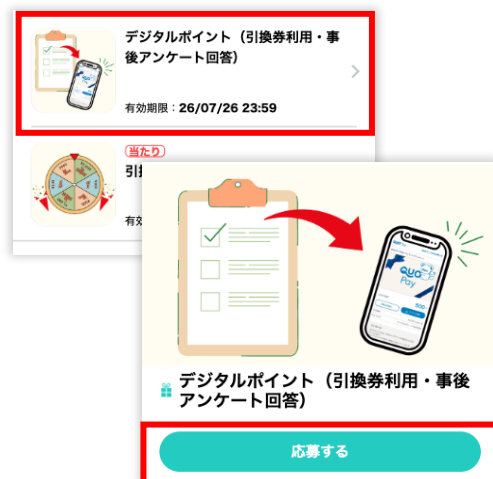 デジタルポイント（引換券利用・事
後アンケート回答）
有効期限：26/07/26 23:59
当たり
引
有効
QUO
Pay
デジタルポイント（引換券利用・事後
アンケート回答）
応募する